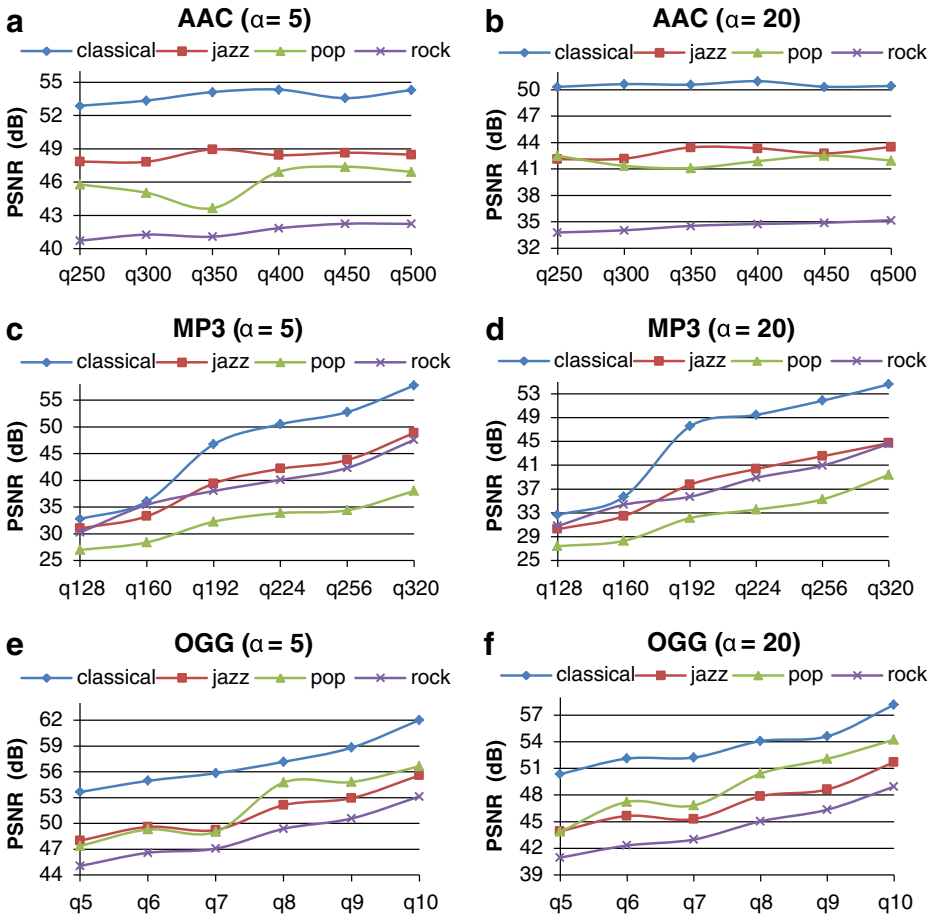 a AAC (α = 5)
classical jazz pop rock
PSNR (dB)
55
52
49
46
43
40
q250 q300 q350 q400 q450 q500
b AAC (α = 20)
classical jazz pop rock
PSNR (dB)
50
47
44
41
38
35
32
q250 q300 q350 q400 q450 q500
c MP3 (α = 5)
classical jazz pop rock
PSNR (dB)
55
50
45
40
35
30
25
q128 q160 q192 q224 q256 q320
d MP3 (α = 20)
classical jazz pop rock
PSNR (dB)
53
49
45
41
37
33
29
25
q128 q160 q192 q224 q256 q320
e OGG (α = 5)
classical jazz pop rock
PSNR (dB)
62
59
56
53
50
47
44
q5 q6 q7 q8 q9 q10
f OGG (α = 20)
classical jazz pop rock
PSNR (dB)
57
54
51
48
45
42
39
q5 q6 q7 q8 q9 q10